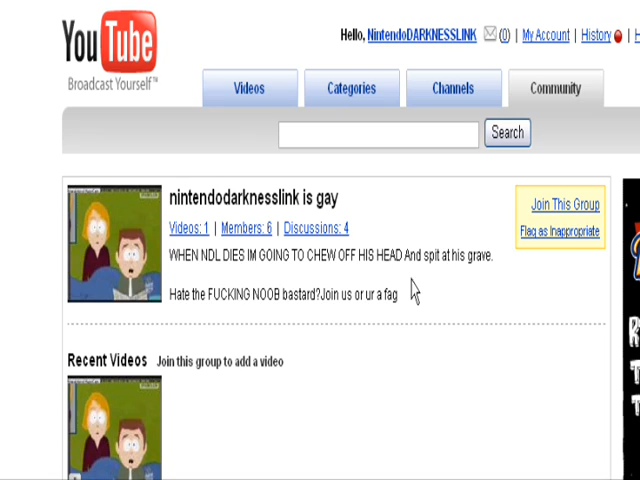 You Tube
Broadcast Yourself™
Hello, NintendoDARKNESSLINK (0) | My Account | History | H
Videos Categories Channels Community
Search
nintendodarknesslink is gay
Join This Group
Videos: 1 | Members: 6 | Discussions: 4
Flag as Inappropriate
WHEN NDL DIES IM GOING TO CHEW OFF HIS HEAD And spit at his grave.
Hate the FUCKING NOOB bastard?Join us or ur a fag
Recent Videos Join this group to add a video